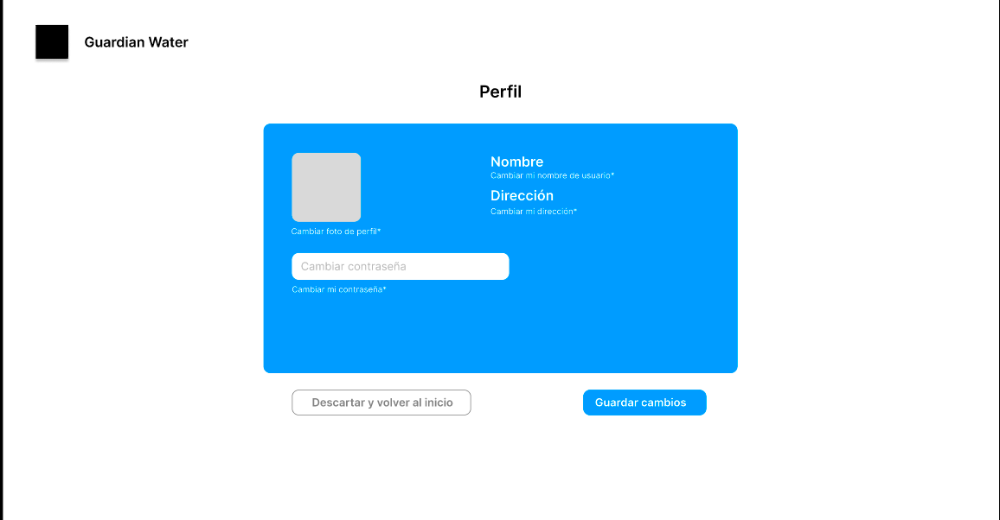 Guardian Water
Perfil
Nombre
Cambiar mi nombre de usuario*
Dirección
Cambiar mi dirección*
Cambiar foto de perfil*
Cambiar contraseña
Cambiar mi contraseña*
Descartar y volver al inicio
Guardar cambios